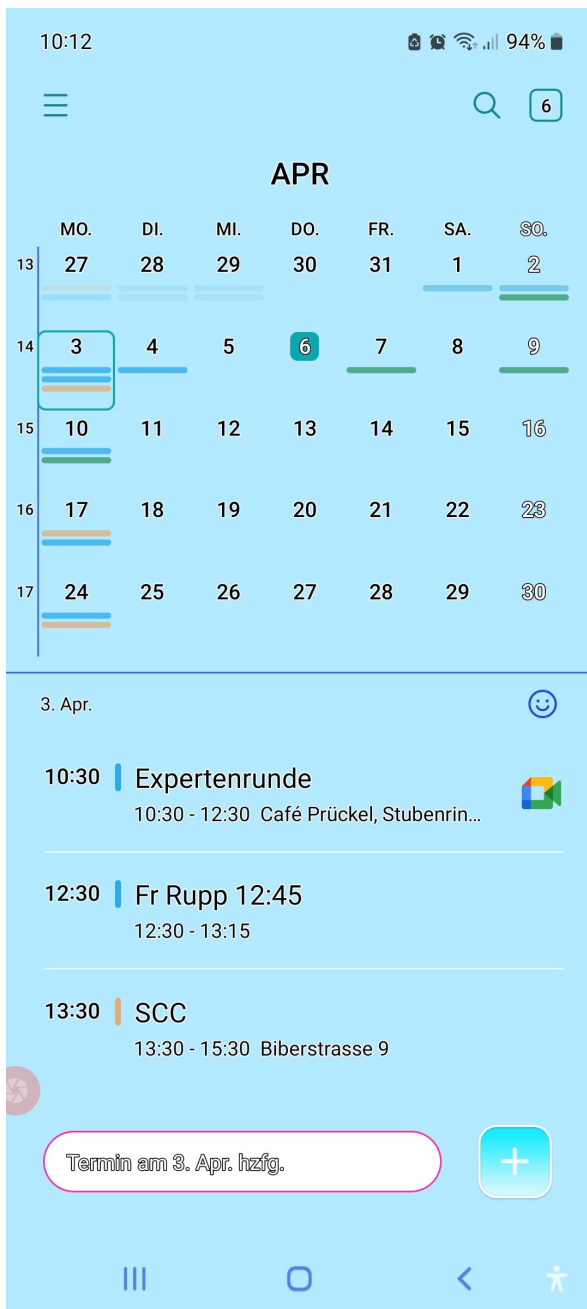 10:12 94%
6
APR
MO. DI. MI. DO. FR. SA. SO.
13 27 28 29 30 31 1 2
14 3 4 5 6 7 8 9
15 10 11 12 13 14 15 16
16 17 18 19 20 21 22 23
17 24 25 26 27 28 29 30
3. Apr.
10:30 Expertenrunde
10:30 - 12:30 Café Prückel, Stubenrin...
12:30 Fr Rupp 12:45
12:30 - 13:15
13:30 SCC
13:30 - 15:30 Biberstrasse 9
Termin am 3. Apr. hzfg.